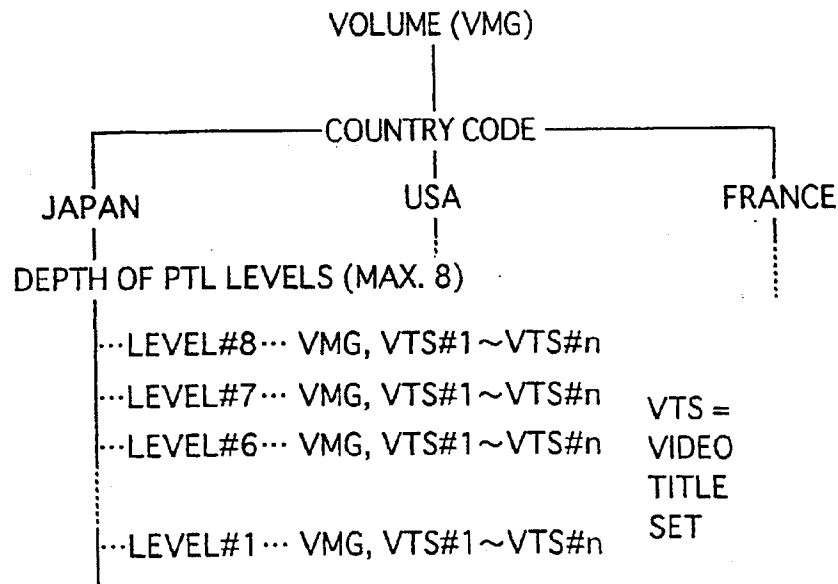 VOLUME (VMG)
COUNTRY CODE
JAPAN
USA
FRANCE
DEPTH OF PTL LEVELS (MAX. 8)
···LEVEL#8··· VMG, VTS#1~VTS#n
···LEVEL#7··· VMG, VTS#1~VTS#n
···LEVEL#6··· VMG, VTS#1~VTS#n
···LEVEL#1··· VMG, VTS#1~VTS#n
VTS =
VIDEO
TITLE
SET